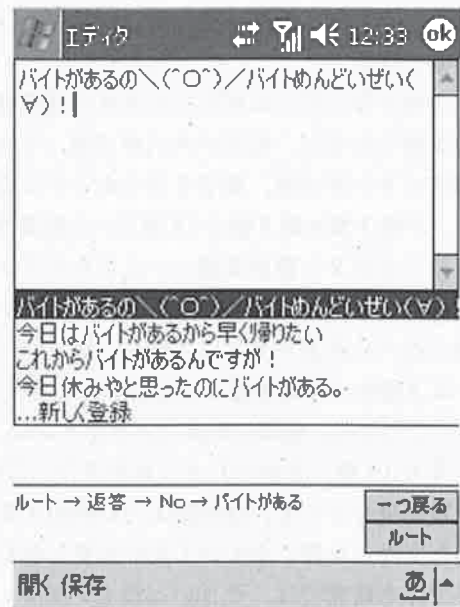 エディタ 12:33 ok
バイトがあるの＼(^O^)／バイトめんどいぜい(
∀)！
バイトがあるの＼(^O^)／バイトめんどいぜい(∀)！
今日はバイトがあるから早く帰りたい
これからバイトがあるんですが！
今日休みやと思ったのにバイトがある。
...新しく登録
ルート → 返答 → No → バイトがある
一つ戻る
ルート
開く 保存 あ